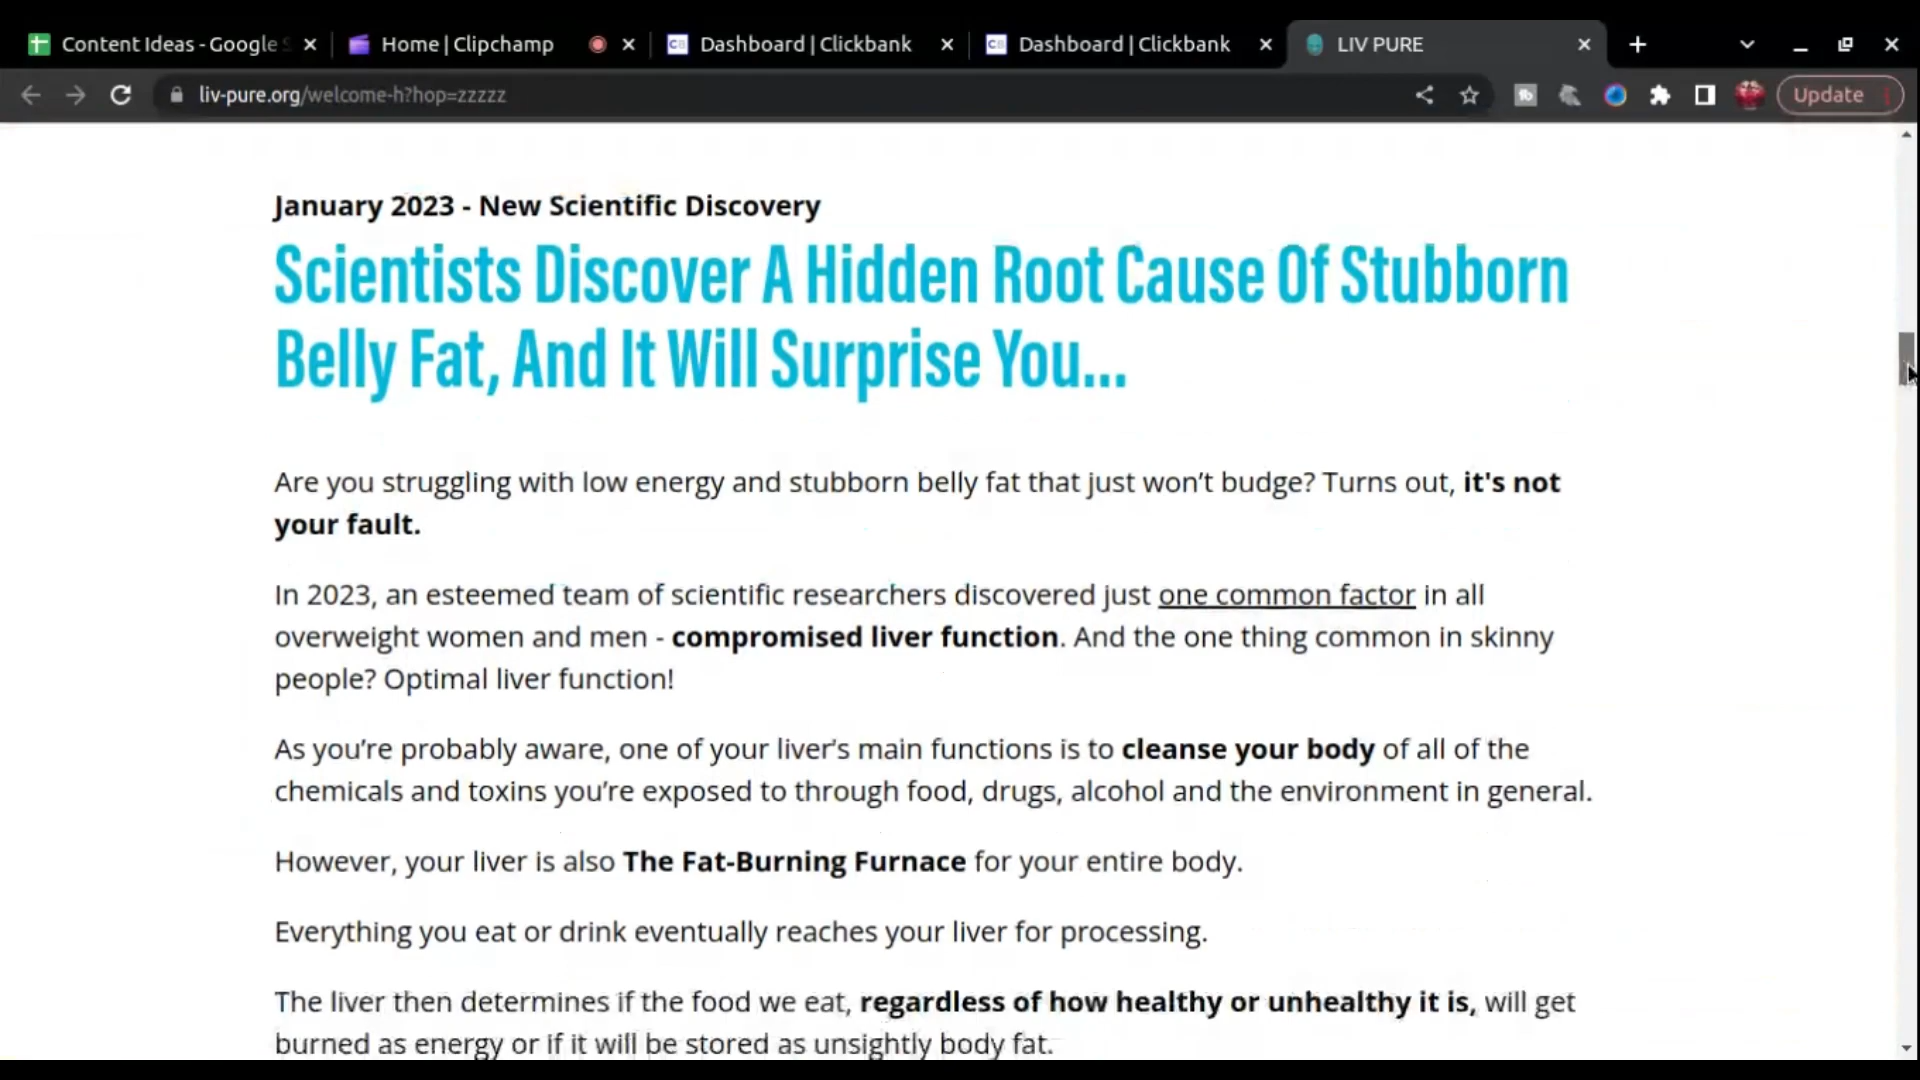 Content Ideas - Google S
Home | Clipchamp
Dashboard | Clickbank
Dashboard | Clickbank
LIV PURE
liv-pure.org/welcome-h?hop=zzzzz
Update
January 2023 - New Scientific Discovery
Scientists Discover A Hidden Root Cause Of Stubborn
Belly Fat, And It Will Surprise You...
Are you struggling with low energy and stubborn belly fat that just won’t budge? Turns out, it's not
your fault.
In 2023, an esteemed team of scientific researchers discovered just one common factor in all
overweight women and men - compromised liver function. And the one thing common in skinny
people? Optimal liver function!
As you’re probably aware, one of your liver’s main functions is to cleanse your body of all of the
chemicals and toxins you’re exposed to through food, drugs, alcohol and the environment in general.
However, your liver is also The Fat-Burning Furnace for your entire body.
Everything you eat or drink eventually reaches your liver for processing.
The liver then determines if the food we eat, regardless of how healthy or unhealthy it is, will get
burned as energy or if it will be stored as unsightly body fat.